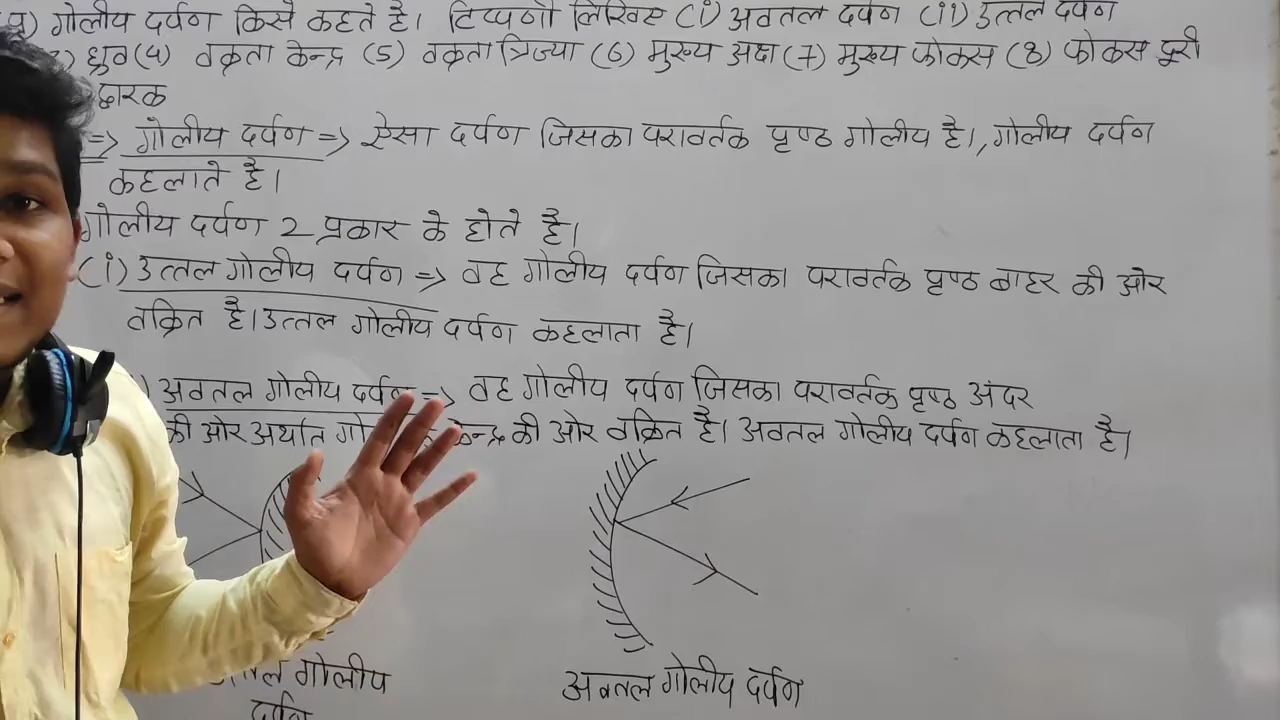 गोलीय दर्पण किसे कहते है। टिप्पणी लिखिए (i) अवतल दर्पण (ii) उत्तल दर्पण
ध्रुव (4) वक्रता केन्द्र (5) वक्रता त्रिज्या (6) मुख्य अक्ष (7) मुख्य फोकस (8) फोकस दूरी
द्वारक
=> गोलीय दर्पण => ऐसा दर्पण जिसका परावर्तक पृष्ठ गोलीय है।, गोलीय दर्पण
कहलाते है।
गोलीय दर्पण 2 प्रकार के होते है।
(i) उत्तल गोलीय दर्पण => वह गोलीय दर्पण जिसका परावर्तक पृष्ठ बाहर की ओर
वक्रित है। उत्तल गोलीय दर्पण कहलाता है।
) अवतल गोलीय दर्पण => वह गोलीय दर्पण जिसका परावर्तक पृष्ठ अंदर
की ओर अर्थात केन्द्र की ओर वक्रित है। अवतल गोलीय दर्पण कहलाता है।
गोलीय
दर्पण
अवतल गोलीय दर्पण